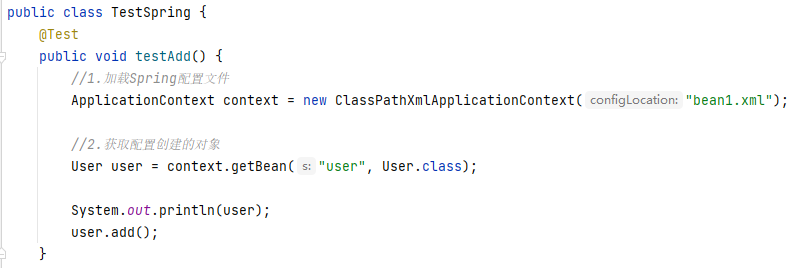 public class TestSpring {
@Test
public void testAdd() {
//1.加载Spring配置文件
ApplicationContext context = new ClassPathXmlApplicationContext( configLocation: "bean1.xml");
//2.获取配置创建的对象
User user = context.getBean( s: "user", User.class);
System.out.println(user);
user.add();
}